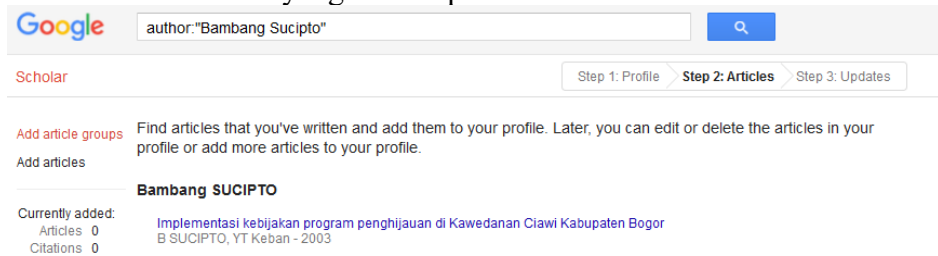 Google
author:"Bambang Sucipto"
Scholar
Step 1: Profile
Step 2: Articles
Step 3: Updates
Add article groups
Add articles
Currently added:
Articles 0
Citations 0
Find articles that you've written and add them to your profile. Later, you can edit or delete the articles in your
profile or add more articles to your profile.
Bambang SUCIPTO
Implementasi kebijakan program penghijauan di Kawedanan Ciawi Kabupaten Bogor
B SUCIPTO, YT Keban - 2003